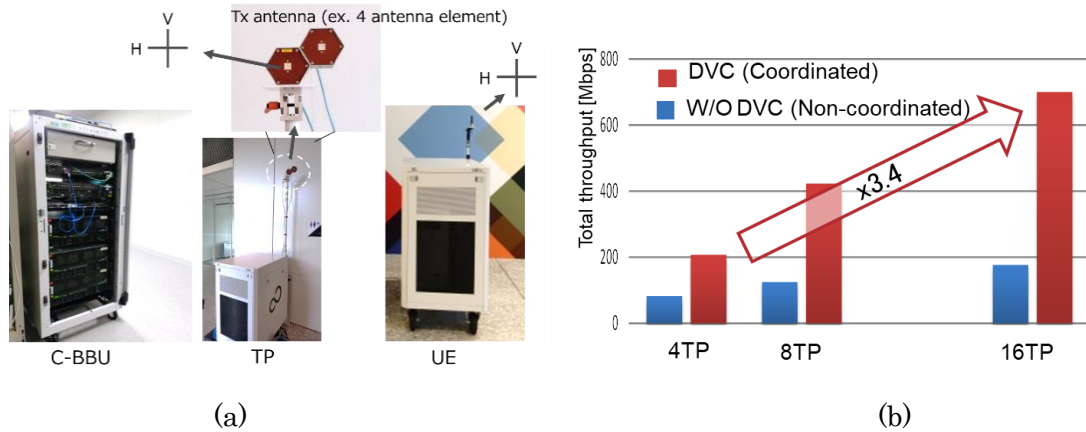 Tx antenna (ex. 4 antenna element)
V
H
V
H
C-BBU
TP
UE
(a)
Total throughput [Mbps]
800
600
400
200
0
DVC (Coordinated)
W/O DVC (Non-coordinated)
x3.4
4TP
8TP
16TP
(b)